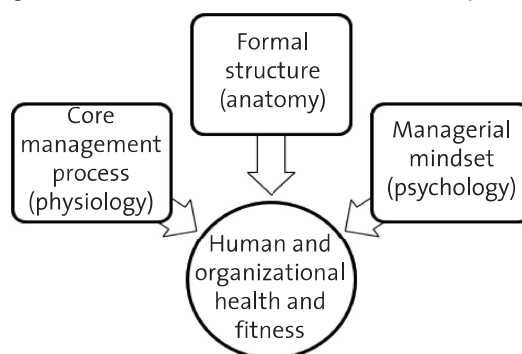 Formal
structure
(anatomy)
Core
management
process
(physiology)
Managerial
mindset
(psychology)
Human and
organizational
health and
fitness